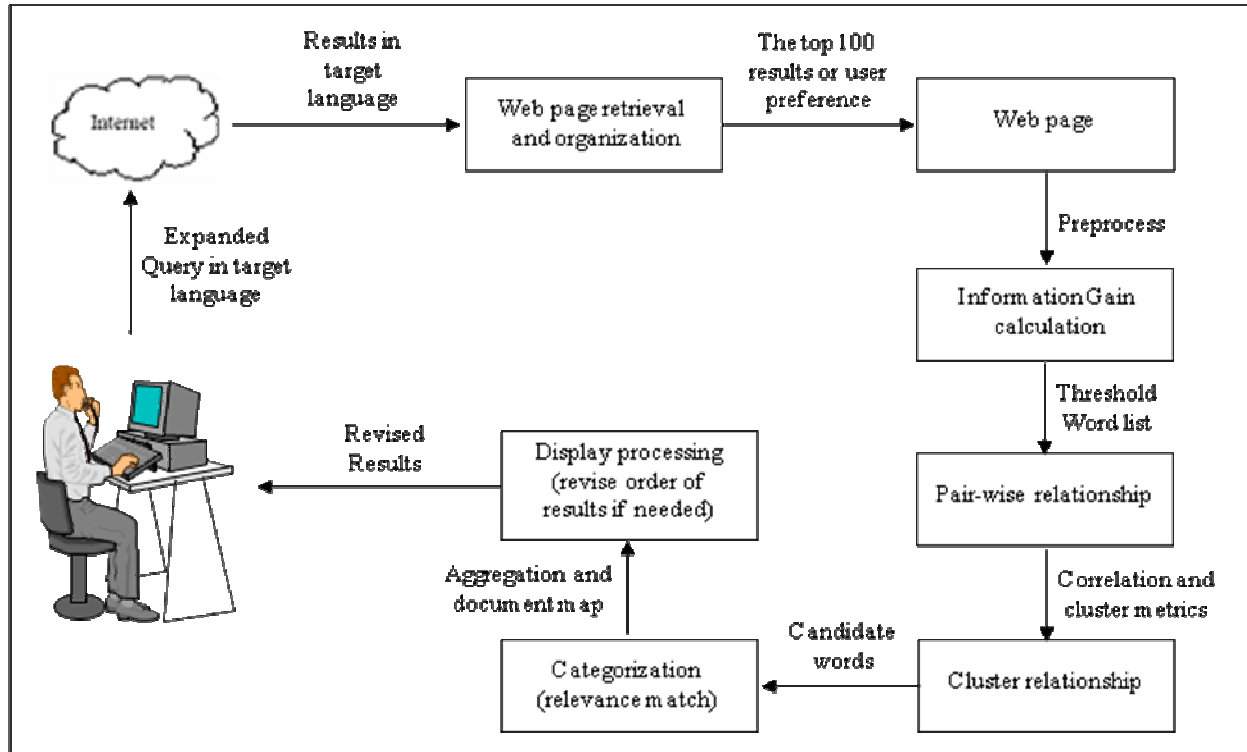 Results in
target
language
The top 100
results or user
preference
Internet
Web page retrieval
and organization
Web page
Preprocess
Expanded
Query in target
language
Information Gain
calculation
Threshold
Word list
Revised
Results
Display processing
(revise order of
results if needed)
Pair-wise relationship
Aggregation and
document map
Correlation and
cluster metrics
Candidate
words
Categorization
(relevance match)
Cluster relationship